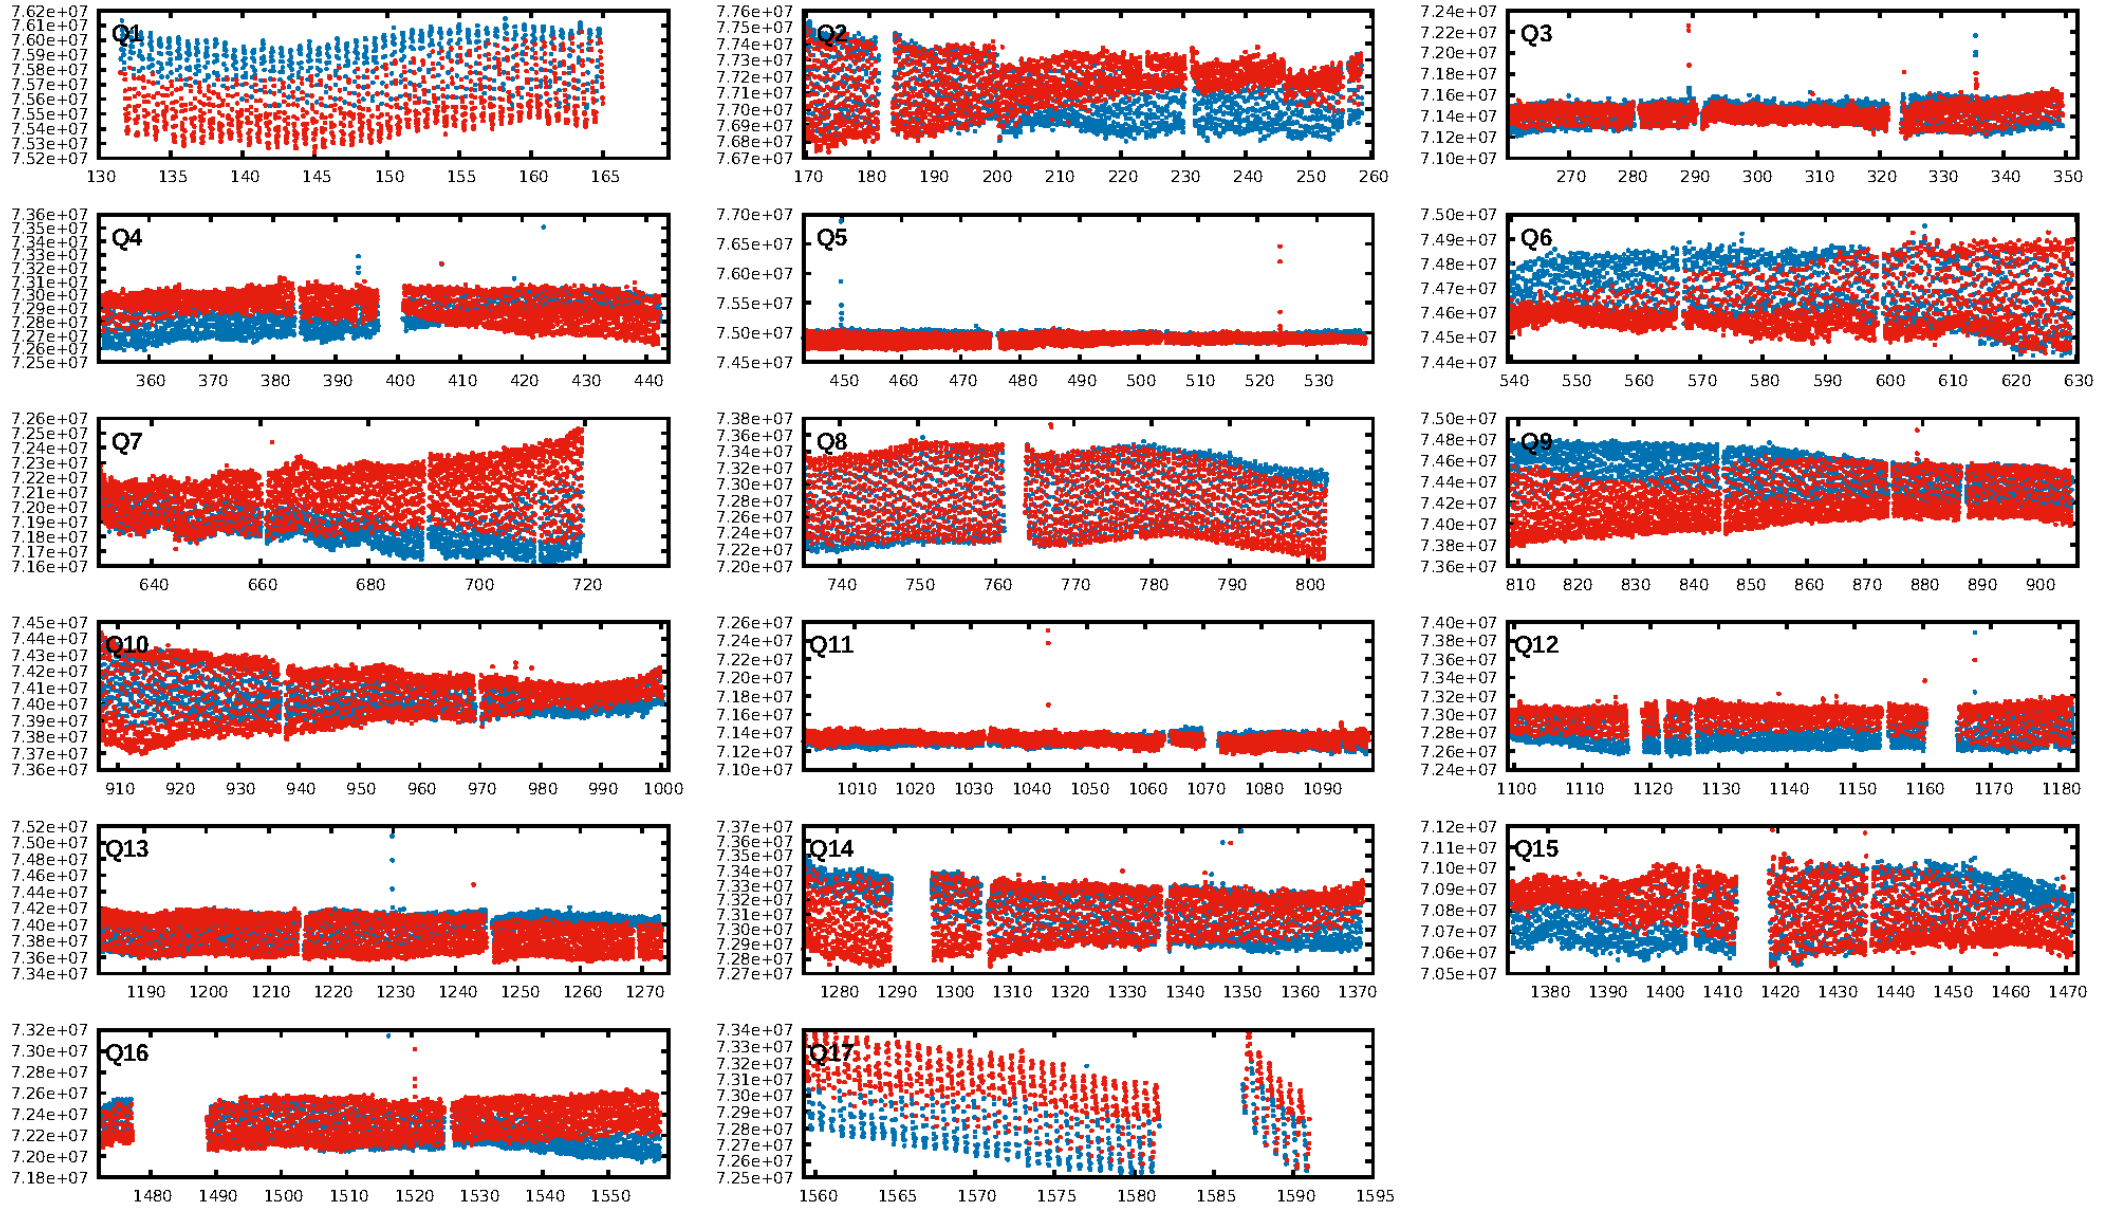 Q1
7.62e+07
7.61e+07
7.60e+07
7.59e+07
7.58e+07
7.57e+07
7.56e+07
7.55e+07
7.54e+07
7.53e+07
7.52e+07
130 135 140 145 150 155 160 165
Q2
7.76e+07
7.75e+07
7.74e+07
7.73e+07
7.72e+07
7.71e+07
7.70e+07
7.69e+07
7.68e+07
7.67e+07
170 180 190 200 210 220 230 240 250 260
Q3
7.24e+07
7.22e+07
7.20e+07
7.18e+07
7.16e+07
7.14e+07
7.12e+07
7.10e+07
270 280 290 300 310 320 330 340 350
Q4
7.36e+07
7.35e+07
7.34e+07
7.33e+07
7.32e+07
7.31e+07
7.30e+07
7.29e+07
7.28e+07
7.27e+07
7.26e+07
7.25e+07
360 370 380 390 400 410 420 430 440
Q5
7.70e+07
7.65e+07
7.60e+07
7.55e+07
7.50e+07
7.45e+07
450 460 470 480 490 500 510 520 530
Q6
7.50e+07
7.49e+07
7.48e+07
7.47e+07
7.46e+07
7.45e+07
7.44e+07
540 550 560 570 580 590 600 610 620 630
Q7
7.26e+07
7.25e+07
7.24e+07
7.23e+07
7.22e+07
7.21e+07
7.20e+07
7.19e+07
7.18e+07
7.17e+07
7.16e+07
640 660 680 700 720
Q8
7.38e+07
7.36e+07
7.34e+07
7.32e+07
7.30e+07
7.28e+07
7.26e+07
7.24e+07
7.22e+07
7.20e+07
740 750 760 770 780 790 800
Q9
7.50e+07
7.48e+07
7.46e+07
7.44e+07
7.42e+07
7.40e+07
7.38e+07
7.36e+07
810 820 830 840 850 860 870 880 890 900
Q10
7.45e+07
7.44e+07
7.43e+07
7.42e+07
7.41e+07
7.40e+07
7.39e+07
7.38e+07
7.37e+07
7.36e+07
910 920 930 940 950 960 970 980 990 1000
Q11
7.26e+07
7.24e+07
7.22e+07
7.20e+07
7.18e+07
7.16e+07
7.14e+07
7.12e+07
7.10e+07
1010 1020 1030 1040 1050 1060 1070 1080 1090
Q12
7.40e+07
7.38e+07
7.36e+07
7.34e+07
7.32e+07
7.30e+07
7.28e+07
7.26e+07
7.24e+07
1100 1110 1120 1130 1140 1150 1160 1170 1180
Q13
7.52e+07
7.50e+07
7.48e+07
7.46e+07
7.44e+07
7.42e+07
7.40e+07
7.38e+07
7.36e+07
7.34e+07
1190 1200 1210 1220 1230 1240 1250 1260 1270
Q14
7.37e+07
7.36e+07
7.35e+07
7.34e+07
7.33e+07
7.32e+07
7.31e+07
7.30e+07
7.29e+07
7.28e+07
7.27e+07
1280 1290 1300 1310 1320 1330 1340 1350 1360 1370
Q15
7.12e+07
7.11e+07
7.10e+07
7.09e+07
7.08e+07
7.07e+07
7.06e+07
7.05e+07
1380 1390 1400 1410 1420 1430 1440 1450 1460 1470
Q16
7.32e+07
7.30e+07
7.28e+07
7.26e+07
7.24e+07
7.22e+07
7.20e+07
7.18e+07
1480 1490 1500 1510 1520 1530 1540 1550
Q17
7.34e+07
7.33e+07
7.32e+07
7.31e+07
7.30e+07
7.29e+07
7.28e+07
7.27e+07
7.26e+07
7.25e+07
1560 1565 1570 1575 1580 1585 1590 1595